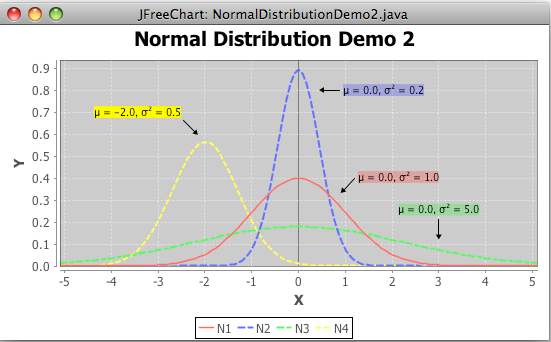 JFreeChart: NormalDistributionDemo2.java
Normal Distribution Demo 2
Y
0.9
0.8
0.7
0.6
0.5
0.4
0.3
0.2
0.1
0.0
μ = 0.0, σ² = 0.2
μ = -2.0, σ² = 0.5
μ = 0.0, σ² = 1.0
μ = 0.0, σ² = 5.0
-5 -4 -3 -2 -1 0 1 2 3 4 5
X
N1 N2 N3 N4